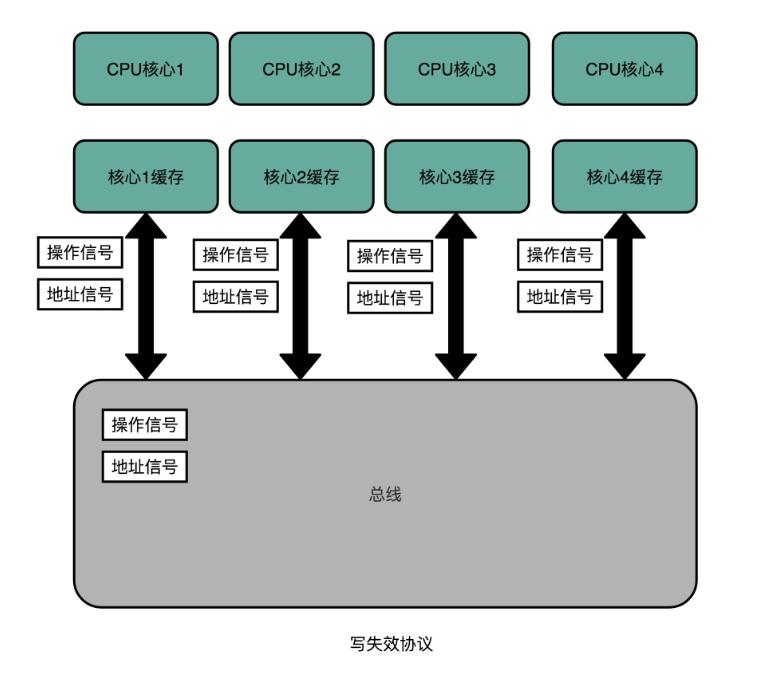 CPU核心1
CPU核心2
CPU核心3
CPU核心4
核心1缓存
核心2缓存
核心3缓存
核心4缓存
操作信号
地址信号
操作信号
地址信号
操作信号
地址信号
操作信号
地址信号
操作信号
地址信号
总线
写失效协议